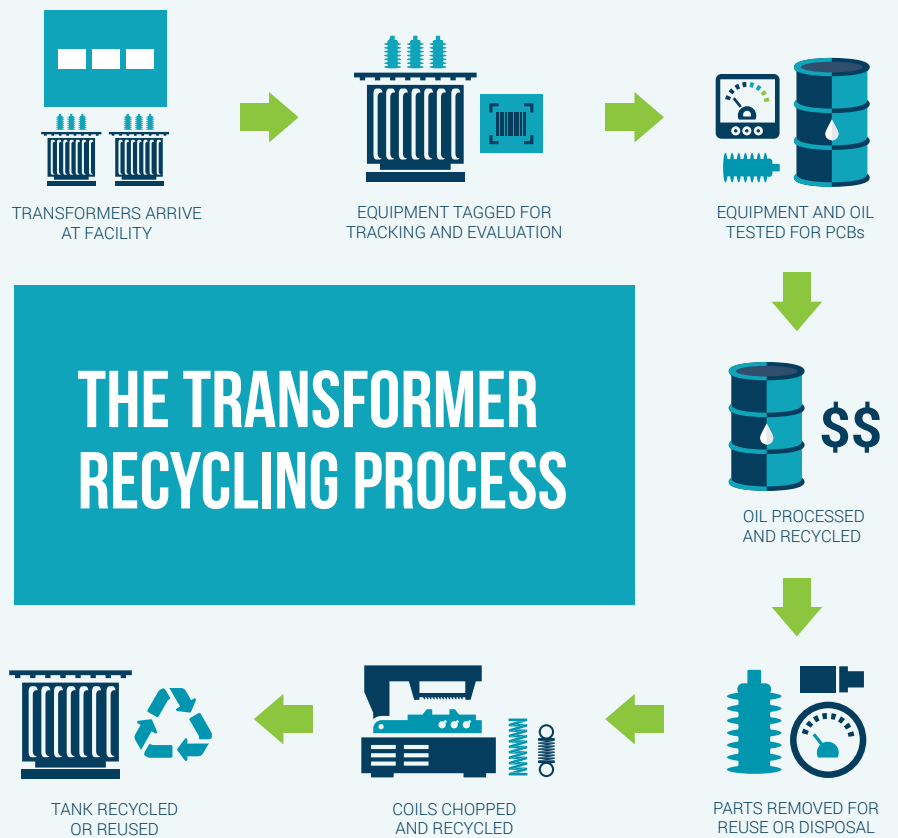 TRANSFORMERS ARRIVE
AT FACILITY
EQUIPMENT TAGGED FOR
TRACKING AND EVALUATION
EQUIPMENT AND OIL
TESTED FOR PCBs
THE TRANSFORMER
RECYCLING PROCESS
$$
OIL PROCESSED
AND RECYCLED
TANK RECYCLED
OR REUSED
COILS CHOPPED
AND RECYCLED
PARTS REMOVED FOR
REUSE OR DISPOSAL